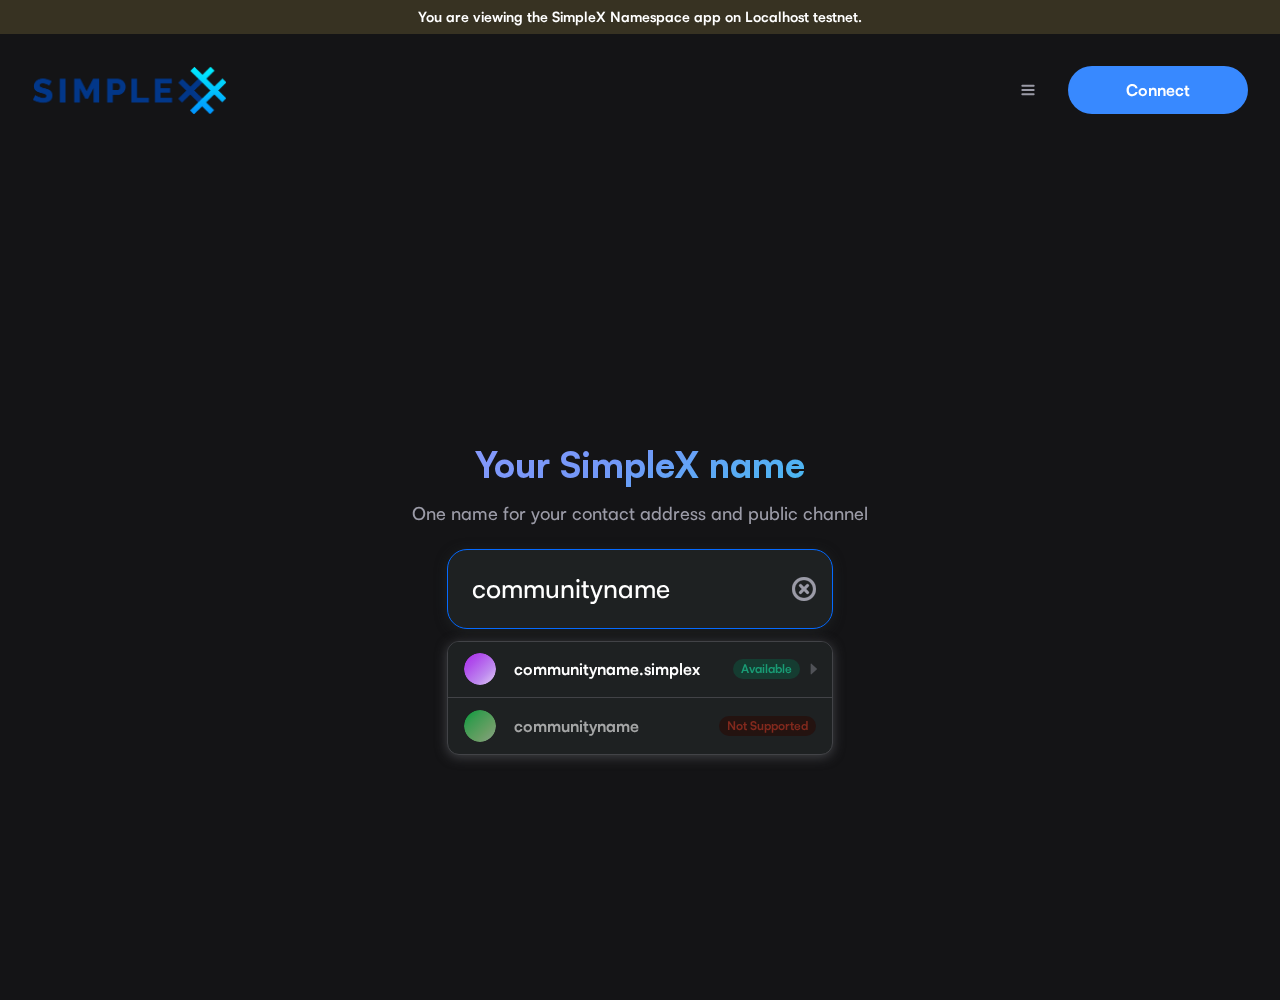 You are viewing the SimpleX Namespace app on Localhost testnet.
SIMPLEX
Connect
Your SimpleX name
One name for your contact address and public channel
communityname
communityname.simplex Available
communityname Not Supported